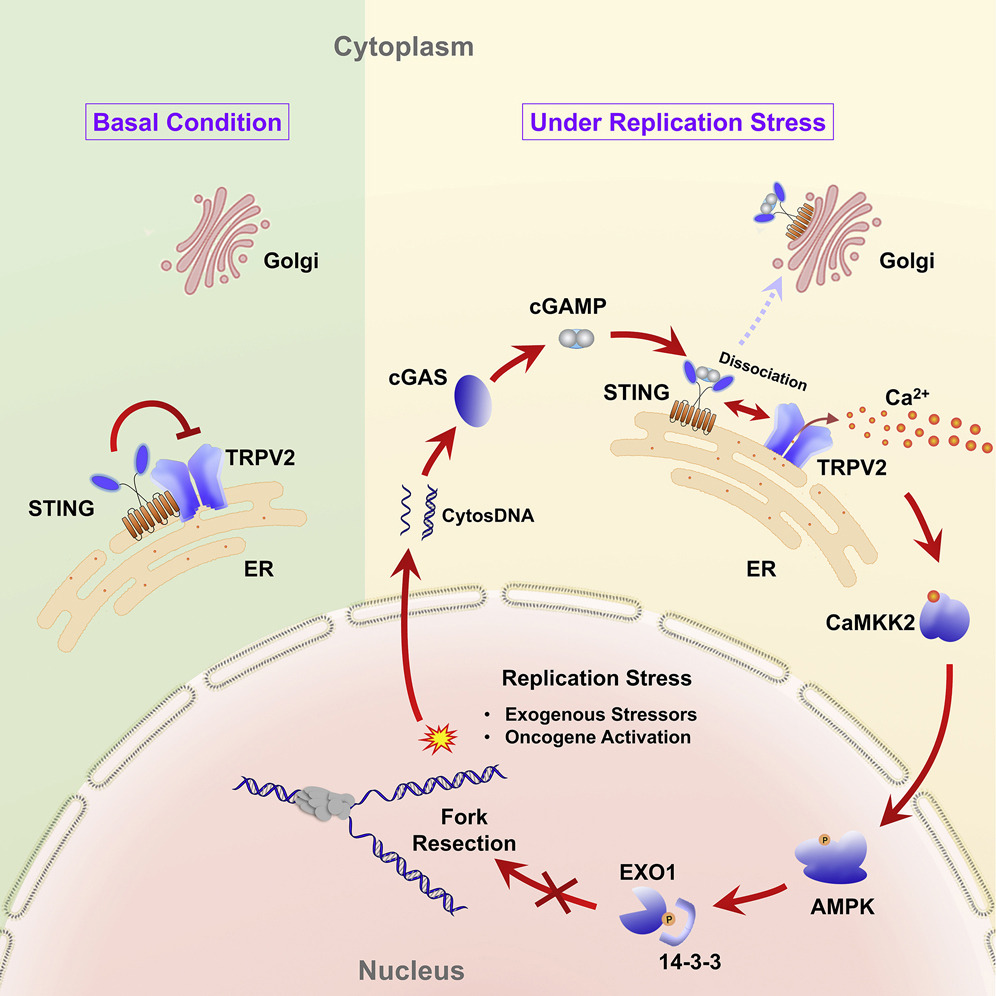 Cytoplasm
Basal Condition
Under Replication Stress
Golgi
Golgi
cGAMP
cGAS
STING
Dissociation
Ca²⁺
TRPV2
TRPV2
STING
CytosDNA
ER
ER
CaMKK2
Replication Stress
• Exogenous Stressors
• Oncogene Activation
Fork
Resection
P
EXO1
AMPK
P
14-3-3
Nucleus